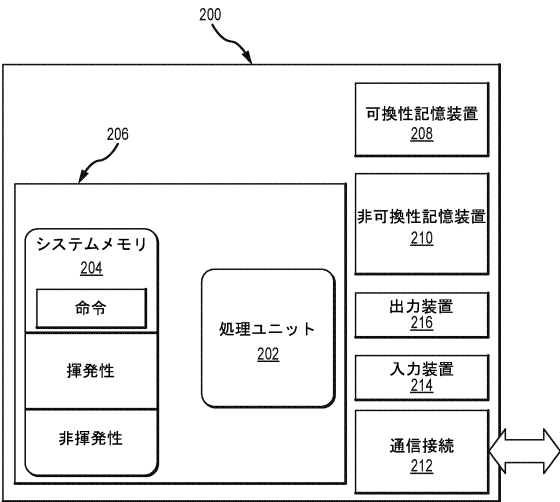 200
206
システムメモリ
204
命令
揮発性
非揮発性
処理ユニット
202
可換性記憶装置
208
非可換性記憶装置
210
出力装置
216
入力装置
214
通信接続
212